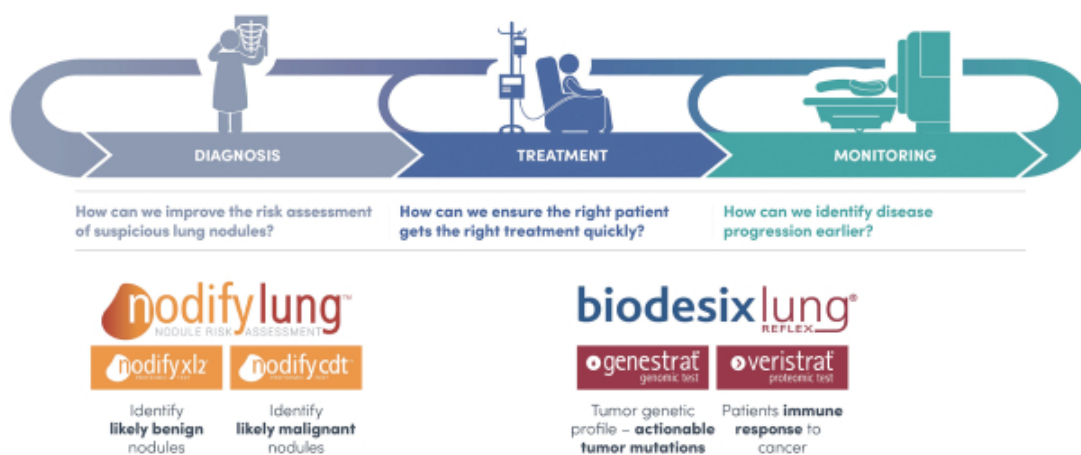 DIAGNOSIS
TREATMENT
MONITORING
How can we improve the risk assessment
of suspicious lung nodules?
How can we ensure the right patient
gets the right treatment quickly?
How can we identify disease
progression earlier?
nodifylung™
NODULE RISK ASSESSMENT
nodifyxl2
nodifycdt
Identify
likely benign
nodules
Identify
likely malignant
nodules
biodesixlung®
REFLEX
genestrat
genomic test
veristrat
proteomic test
Tumor genetic
profile – actionable
tumor mutations
Patients immune
response to
cancer